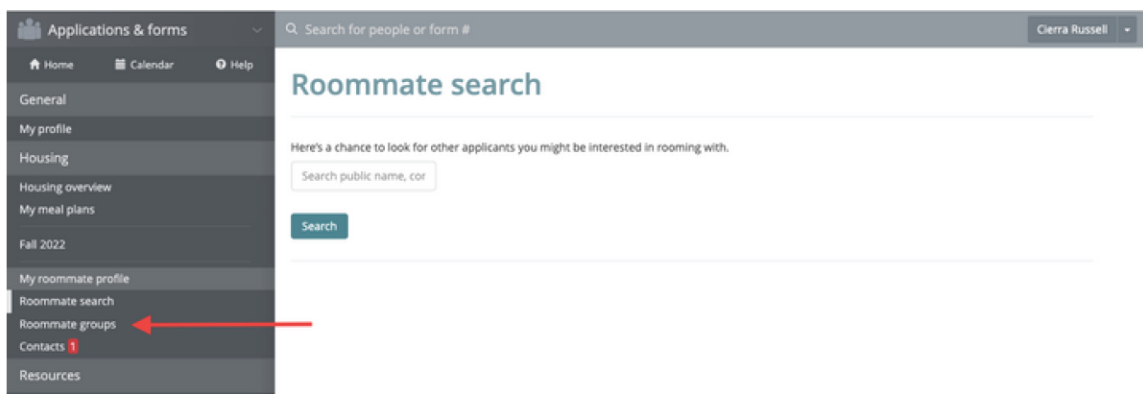 Applications & forms
Search for people or form #
Cierra Russell
Home Calendar Help
General
My profile
Housing
Housing overview
My meal plans
Fall 2022
My roommate profile
Roommate search
Roommate groups
Contacts 1
Resources
Roommate search
Here's a chance to look for other applicants you might be interested in rooming with.
Search public name, cor
Search